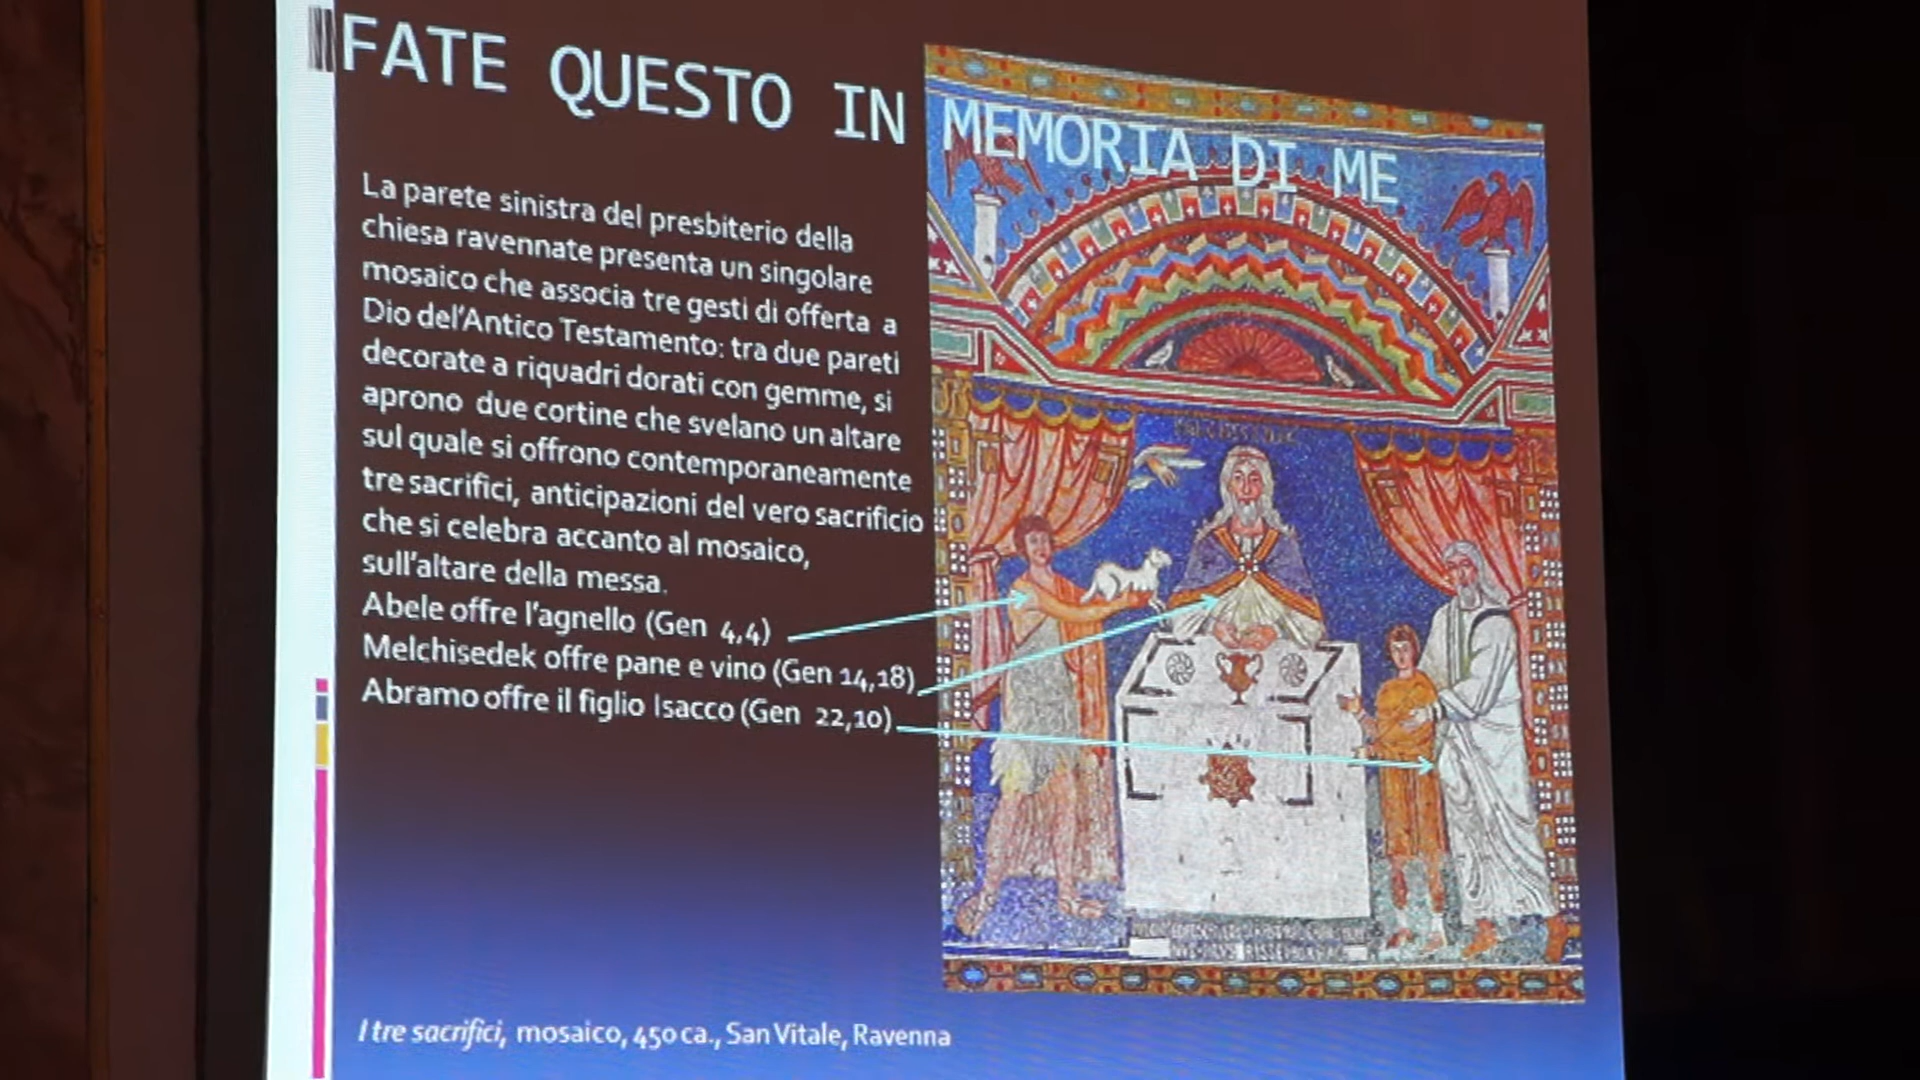 FATE QUESTO IN MEMORIA DI ME
La parete sinistra del presbiterio della
chiesa ravennate presenta un singolare
mosaico che associa tre gesti di offerta a
Dio del'Antico Testamento: tra due pareti
decorate a riquadri dorati con gemme, si
aprono due cortine che svelano un altare
sul quale si offrono contemporaneamente
tre sacrifici, anticipazioni del vero sacrificio
che si celebra accanto al mosaico,
sull'altare della messa.
Abele offre l'agnello (Gen 4,4)
Melchisedek offre pane e vino (Gen 14,18)
Abramo offre il figlio Isacco (Gen 22,10)
I tre sacrifici, mosaico, 450 ca., San Vitale, Ravenna